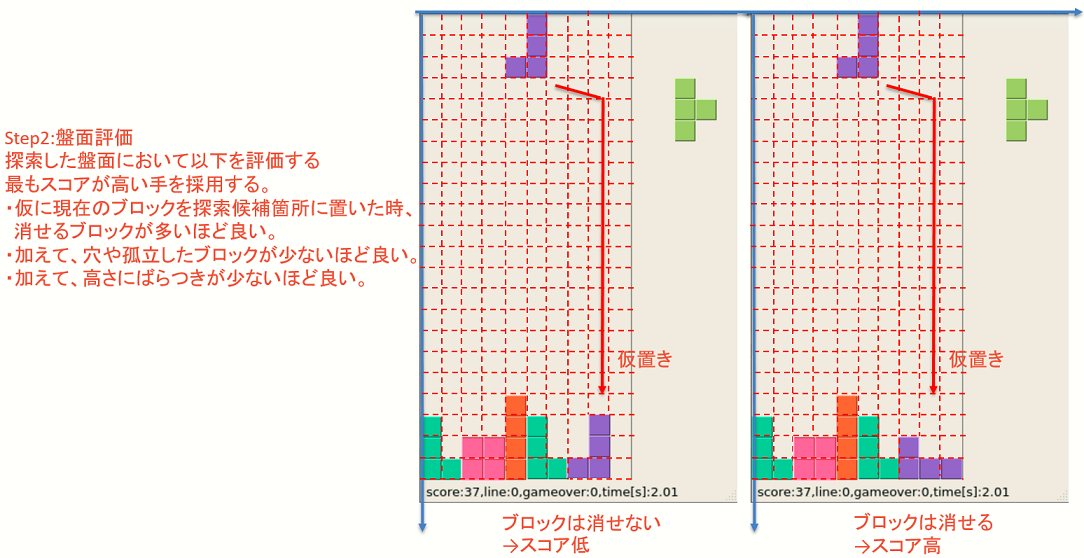 Step2:盤面評価
探索した盤面において以下を評価する
最もスコアが高い手を採用する。
・仮に現在のブロックを探索候補箇所に置いた時、
消せるブロックが多いほど良い。
・加えて、穴や孤立したブロックが少ないほど良い。
・加えて、高さにばらつきが少ないほど良い。
仮置き
score:37,line:0,gameover:0,time[s]:2.01
ブロックは消せない
→スコア低
仮置き
score:37,line:0,gameover:0,time[s]:2.01
ブロックは消せる
→スコア高